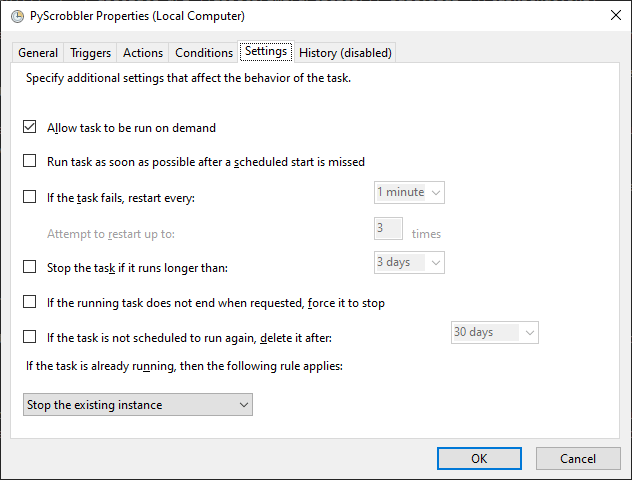 PyScrobbler Properties (Local Computer)
General Triggers Actions Conditions Settings History (disabled)
Specify additional settings that affect the behavior of the task.
Allow task to be run on demand
Run task as soon as possible after a scheduled start is missed
If the task fails, restart every: 1 minute
Attempt to restart up to: 3 times
Stop the task if it runs longer than: 3 days
If the running task does not end when requested, force it to stop
If the task is not scheduled to run again, delete it after: 30 days
If the task is already running, then the following rule applies:
Stop the existing instance
OK Cancel